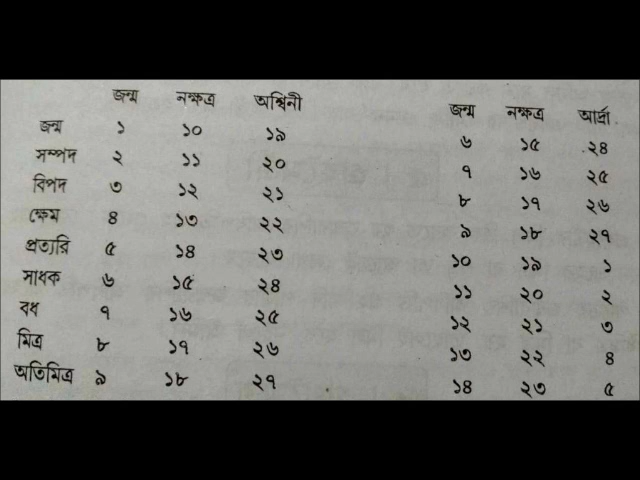 জন্ম নক্ষত্র অশ্বিনী জন্ম নক্ষত্র আর্দ্রা
জন্ম ১ ১০ ১৯ ৬ ১৫ ২৪
সম্পদ ২ ১১ ২০ ৭ ১৬ ২৫
বিপদ ৩ ১২ ২১ ৮ ১৭ ২৬
ক্ষেম ৪ ১৩ ২২ ৯ ১৮ ২৭
প্রত্যরি ৫ ১৪ ২৩ ১০ ১৯ ১
সাধক ৬ ১৫ ২৪ ১১ ২০ ২
বধ ৭ ১৬ ২৫ ১২ ২১ ৩
মিত্র ৮ ১৭ ২৬ ১৩ ২২ ৪
অতিমিত্র ৯ ১৮ ২৭ ১৪ ২৩ ৫